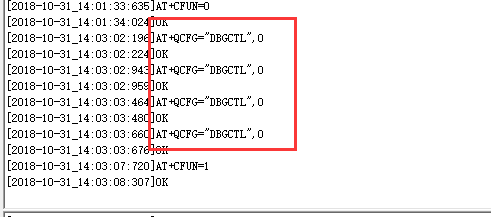 [2018-10-31_14:01:33:635]AT+CFUN=0
[2018-10-31_14:01:34:024]OK
[2018-10-31_14:03:02:196]AT+QCFG="DBGCTL",0
[2018-10-31_14:03:02:224]OK
[2018-10-31_14:03:02:943]AT+QCFG="DBGCTL",0
[2018-10-31_14:03:02:959]OK
[2018-10-31_14:03:03:464]AT+QCFG="DBGCTL",0
[2018-10-31_14:03:03:480]OK
[2018-10-31_14:03:03:660]AT+QCFG="DBGCTL",0
[2018-10-31_14:03:03:676]OK
[2018-10-31_14:03:07:720]AT+CFUN=1
[2018-10-31_14:03:08:307]OK